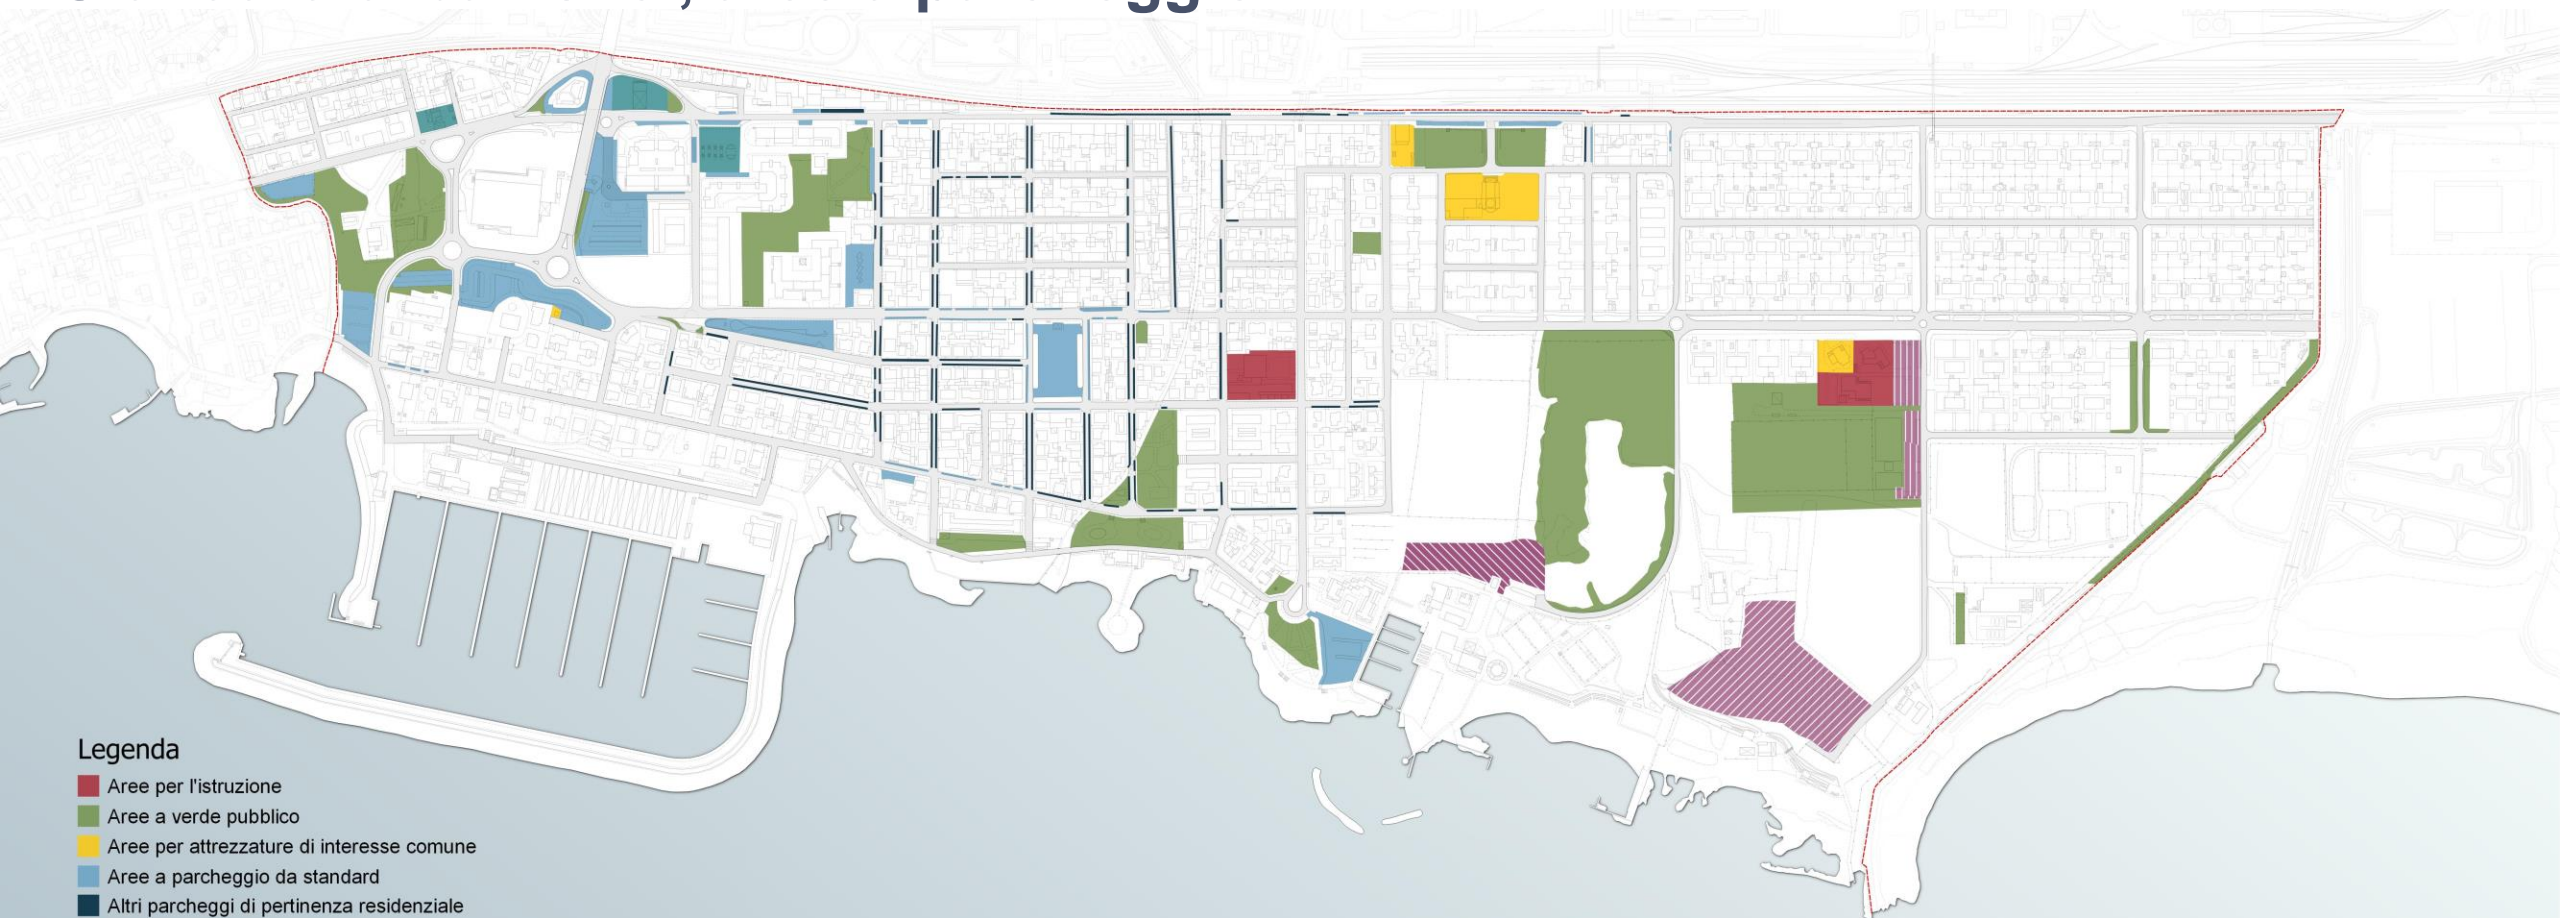 Legenda
Aree per l'istruzione
Aree a verde pubblico
Aree per attrezzature di interesse comune
Aree a parcheggio da standard
Altri parcheggi di pertinenza residenziale